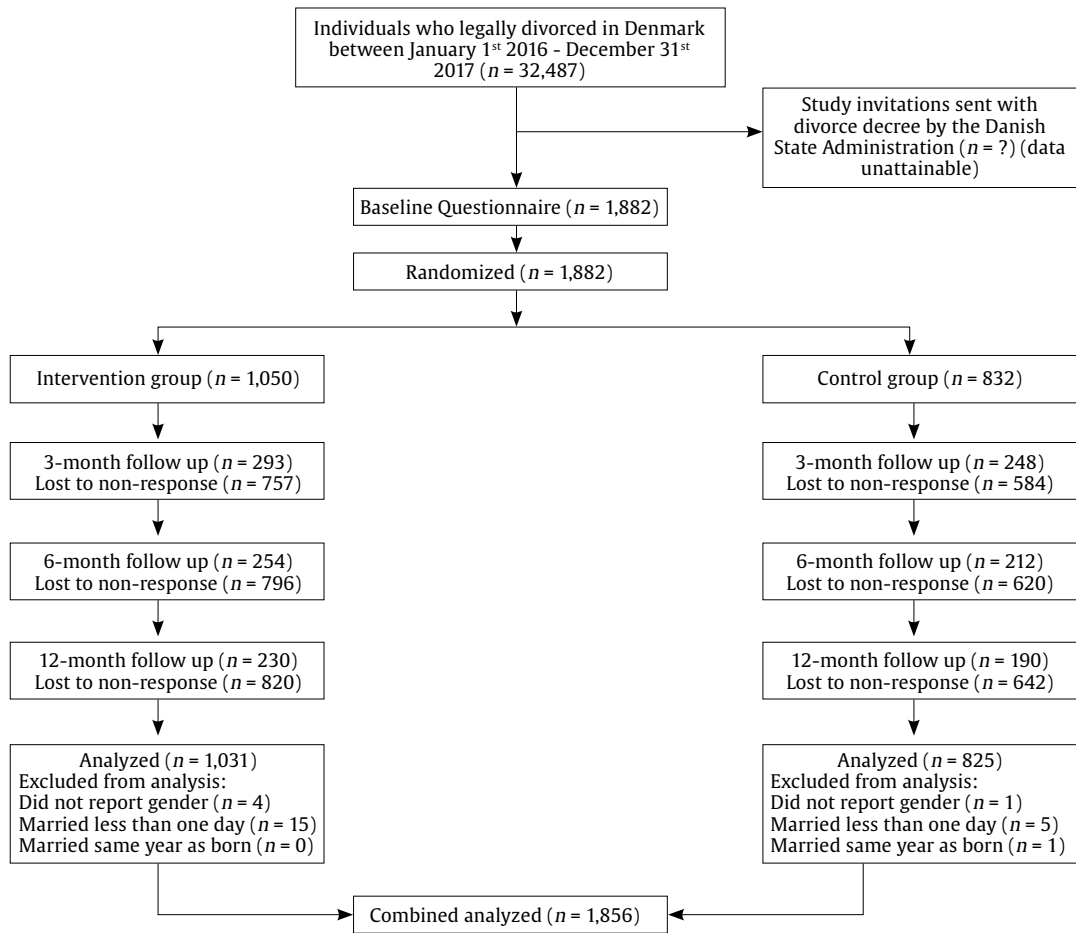 Individuals who legally divorced in Denmark
between January 1st 2016 - December 31st
2017 (n = 32,487)
Study invitations sent with
divorce decree by the Danish
State Administration (n = ?) (data
unattainable)
Baseline Questionnaire (n = 1,882)
Randomized (n = 1,882)
Intervention group (n = 1,050)
3-month follow up (n = 293)
Lost to non-response (n = 757)
6-month follow up (n = 254)
Lost to non-response (n = 796)
12-month follow up (n = 230)
Lost to non-response (n = 820)
Analyzed (n = 1,031)
Excluded from analysis:
Did not report gender (n = 4)
Married less than one day (n = 15)
Married same year as born (n = 0)
Control group (n = 832)
3-month follow up (n = 248)
Lost to non-response (n = 584)
6-month follow up (n = 212)
Lost to non-response (n = 620)
12-month follow up (n = 190)
Lost to non-response (n = 642)
Analyzed (n = 825)
Excluded from analysis:
Did not report gender (n = 1)
Married less than one day (n = 5)
Married same year as born (n = 1)
Combined analyzed (n = 1,856)